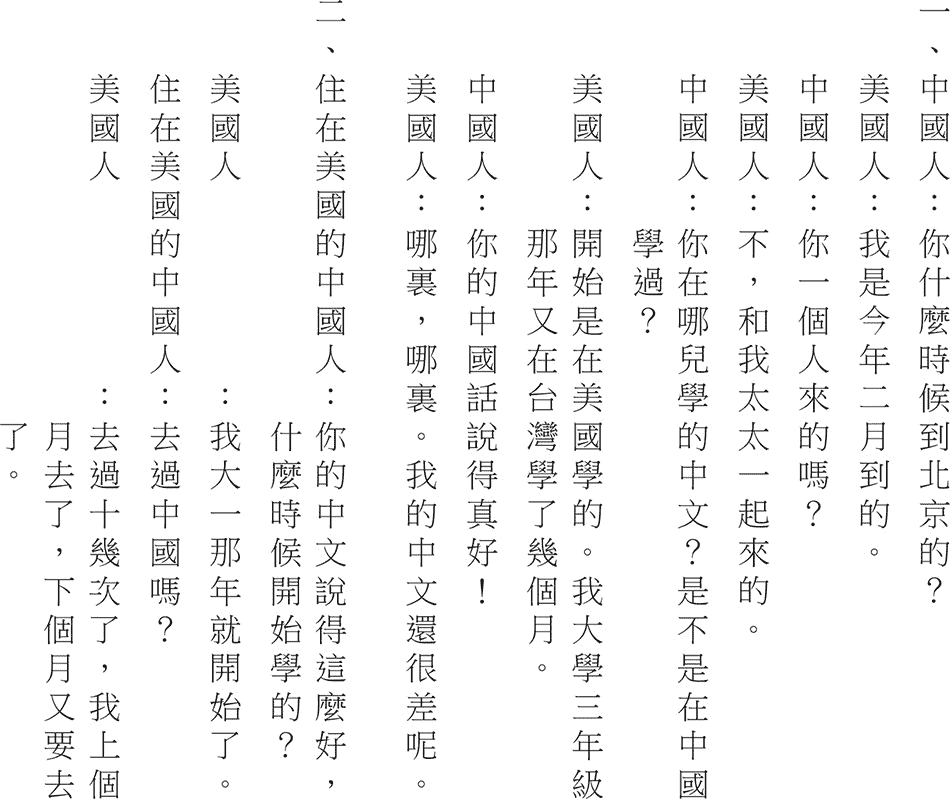 一、中國人：你什麼時候到北京的？
美國人：我是今年二月到的。
中國人：你一個人來的嗎？
美國人：不，和我太太一起來的。
中國人：你在哪兒學的中文？是不是在中國
學過？
美國人：開始是在美國學的。我大學三年級
那年又在台灣學了幾個月。
中國人：你的中國話說得真好！
美國人：哪裏，哪裏。我的中文還很差呢。
二、住在美國的中國人：你的中文說得這麼好，
什麼時候開始學的？
美國人：我大一那年就開始了。
住在美國的中國人：去過中國嗎？
美國人：去過十幾次了，我上個
月去了，下個月又要去
了。